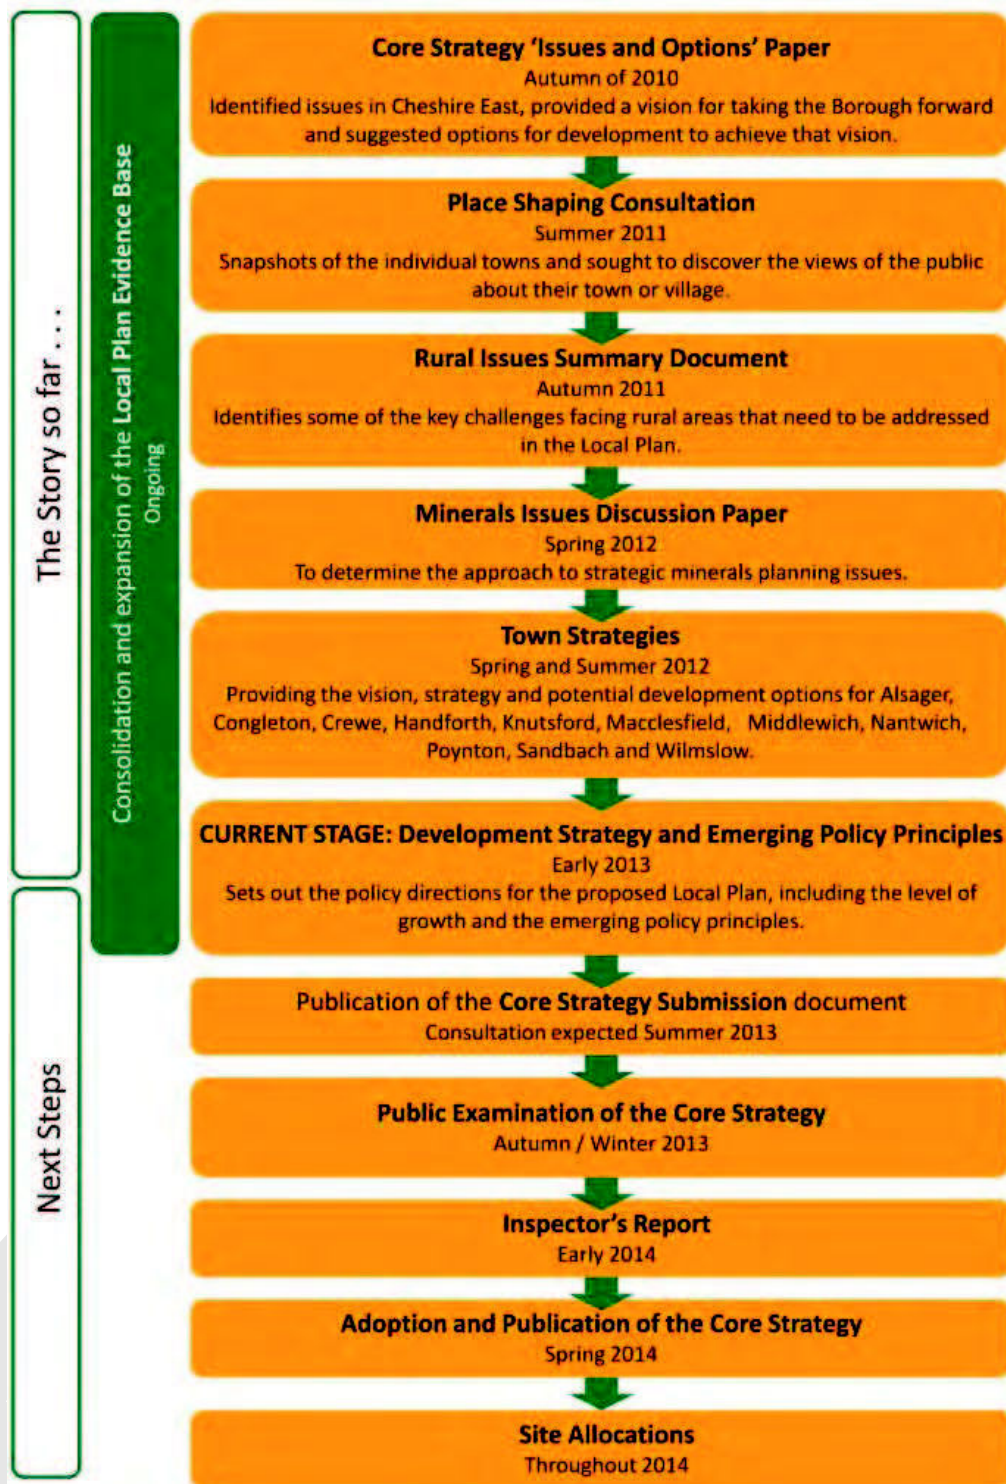 The Story so far . . .
Next Steps
Consolidation and expansion of the Local Plan Evidence Base
Ongoing
Core Strategy ‘Issues and Options’ Paper
Autumn of 2010
Identified issues in Cheshire East, provided a vision for taking the Borough forward
and suggested options for development to achieve that vision.
Place Shaping Consultation
Summer 2011
Snapshots of the individual towns and sought to discover the views of the public
about their town or village.
Rural Issues Summary Document
Autumn 2011
Identifies some of the key challenges facing rural areas that need to be addressed
in the Local Plan.
Minerals Issues Discussion Paper
Spring 2012
To determine the approach to strategic minerals planning issues.
Town Strategies
Spring and Summer 2012
Providing the vision, strategy and potential development options for Alsager,
Congleton, Crewe, Handforth, Knutsford, Macclesfield, Middlewich, Nantwich,
Poynton, Sandbach and Wilmslow.
CURRENT STAGE: Development Strategy and Emerging Policy Principles
Early 2013
Sets out the policy directions for the proposed Local Plan, including the level of
growth and the emerging policy principles.
Publication of the Core Strategy Submission document
Consultation expected Summer 2013
Public Examination of the Core Strategy
Autumn / Winter 2013
Inspector’s Report
Early 2014
Adoption and Publication of the Core Strategy
Spring 2014
Site Allocations
Throughout 2014